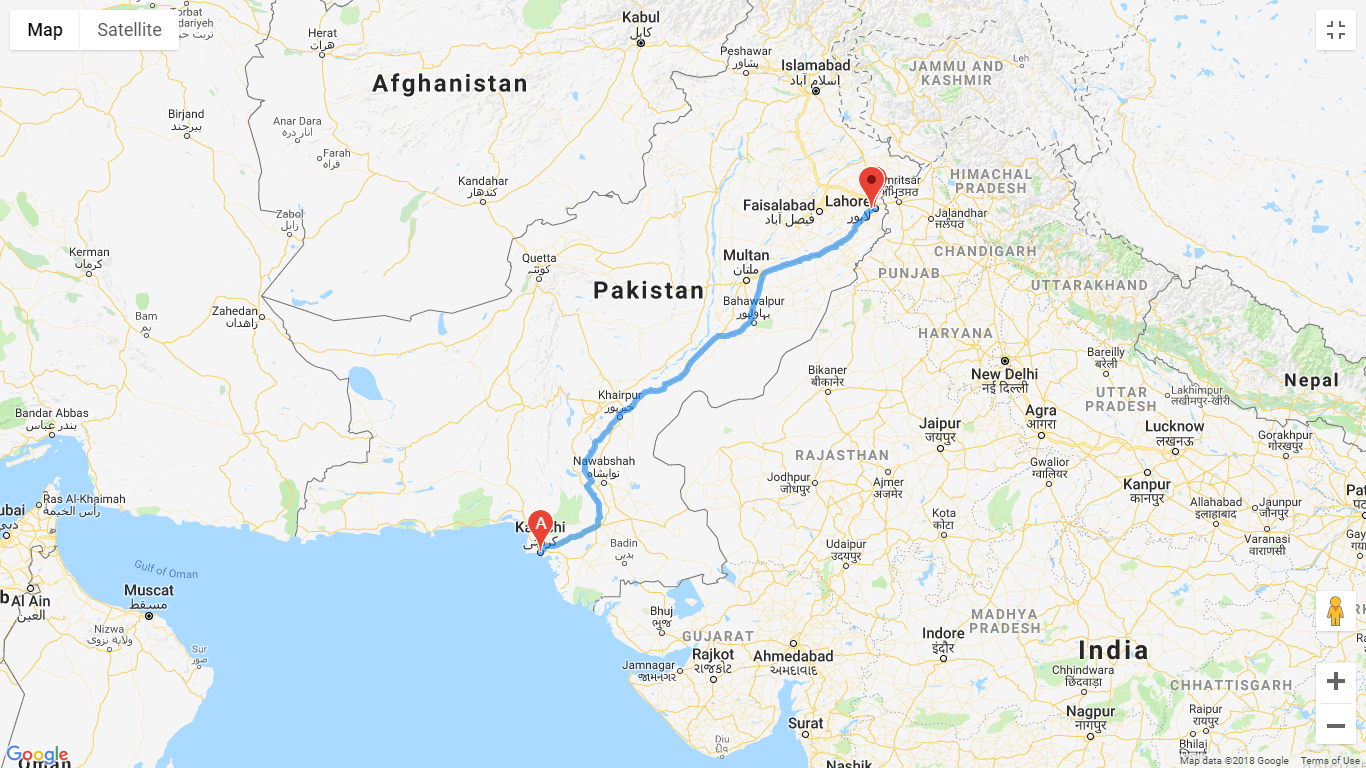 Map
Satellite
Torbat
Kabul
کابل
Herat
هرات
Peshawar
پشاور
Islamabad
اسلام آباد
Leh
JAMMU AND
KASHMIR
Afghanistan
Birjand
بیرجند
Anar Dara
انار دره
Farah
فراه
Kandahar
کندهار
HIMACHAL
PRADESH
Faisalabad
فیصل آباد
Lahore
لاہور
Jalandhar
ਜਲੰਧਰ
Zabol
زابل
CHANDIGARH
Kerman
کرمان
Quetta
کوئٹہ
Multan
ملتان
PUNJAB
UTTARAKHAND
Pakistan
Bahawalpur
بہاولپور
Bam
بم
Zahedan
زاهدان
HARYANA
Bikaner
बीकानेर
New Delhi
नई दिल्ली
Bareilly
बरेली
Nepal
UTTAR
PRADESH
Lakhimpur
लखीमपुर-खीरी
Khairpur
خیرپور
Bandar Abbas
بندر عباس
Jaipur
जयपुर
Agra
आगरा
Lucknow
लखनऊ
Gorakhpur
गोरखपुर
RAJASTHAN
Nawabshah
نوابشاہ
Jodhpur
जोधपुर
Ajmer
अजमेर
Gwalior
ग्वालियर
Kanpur
कानपुर
Ras Al-Khaimah
رأس الخيمة
دبي
Kota
कोटा
Allahabad
इलाहाबाद
Jaunpur
जौनपुर
A
Badin
بدین
Udaipur
उदयपुर
Varanasi
वाराणसी
Gulf of Oman
Al Ain
العين
Muscat
مسقط
Nizwa
ولاية نزوى
Sur
صور
Bhuj
ભુજ
GUJARAT
MADHYA
PRADESH
Rajkot
રાજકોટ
Ahmedabad
અમદાવાદ
Indore
इंदौर
India
Jamnagar
જામનગર
Chhindwara
छिंदवाड़ा
CHHATTISGARH
Surat
Nagpur
नागपुर
Raipur
रायपुर
Diu
Bhilai
Nashik
Oman
Google
Map data ©2018 Google
Terms of Use